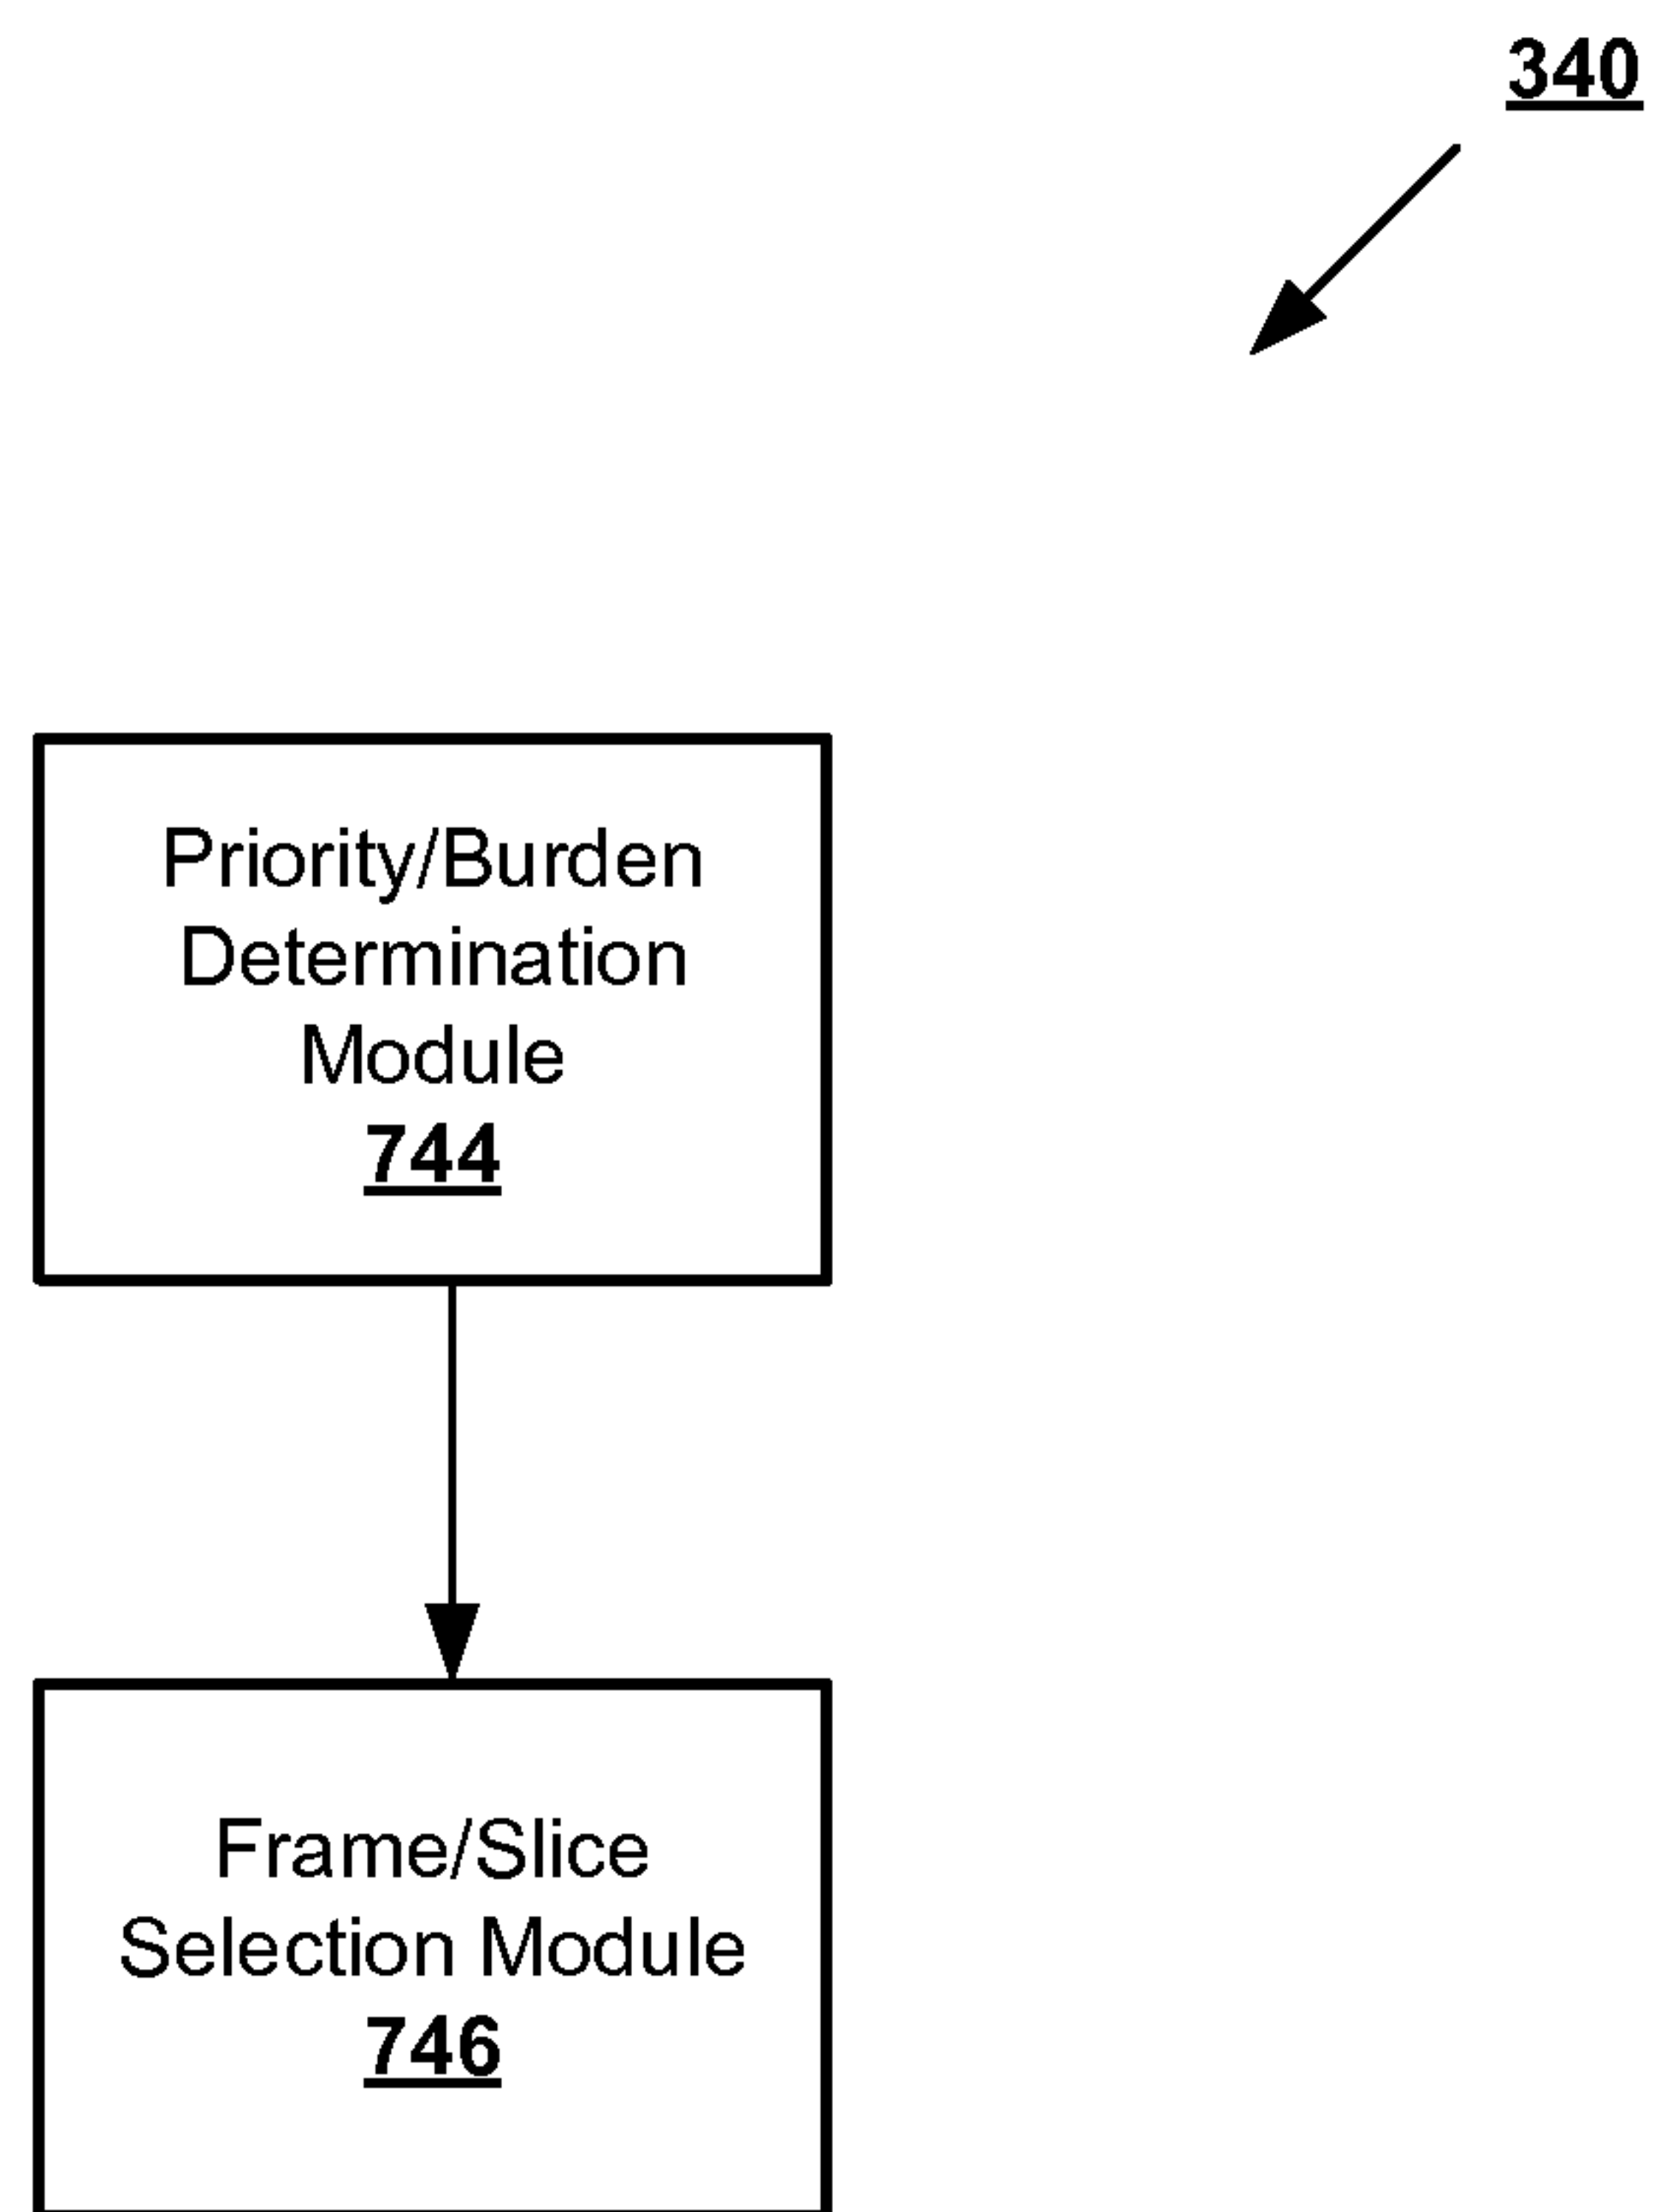 340
Priority/Burden
Determination
Module
744
Frame/Slice
Selection Module
746